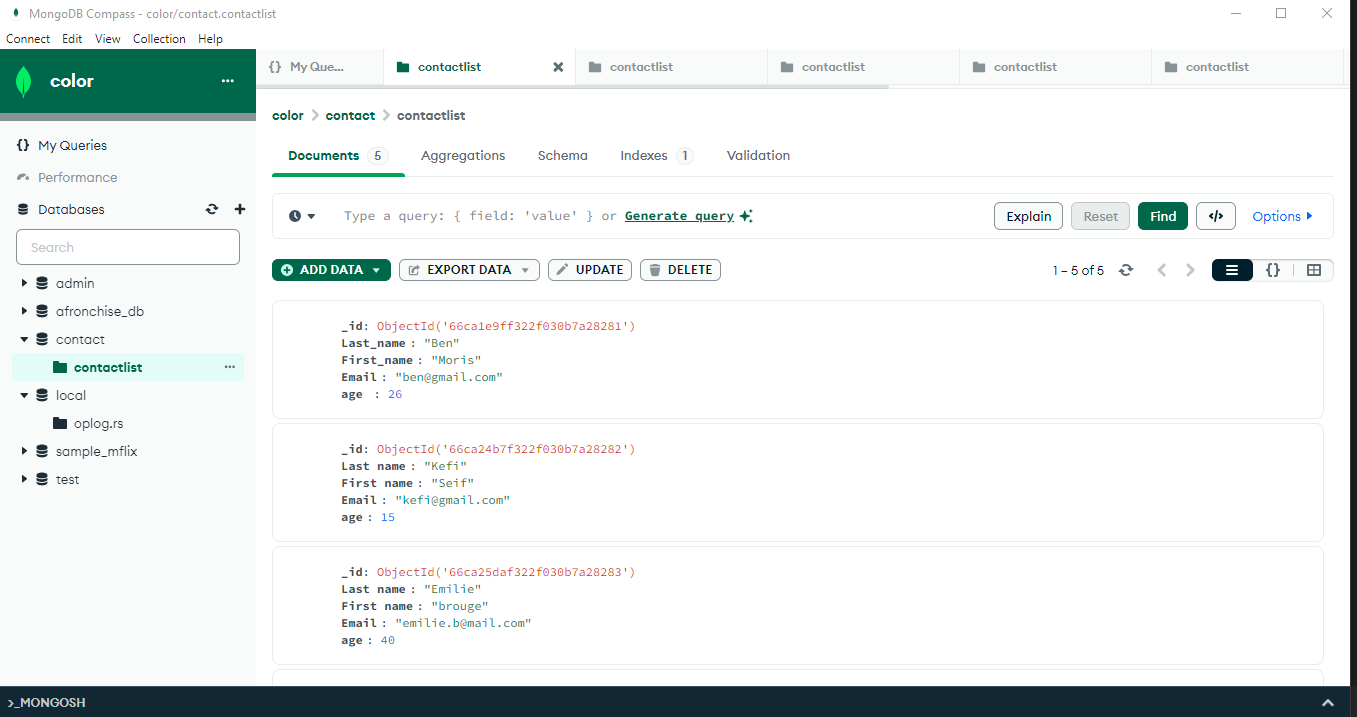 MongoDB Compass - color/contact.contactlist
Connect Edit View Collection Help
color
{} My Que...
contactlist
contactlist
contactlist
contactlist
contactlist
My Queries
Performance
Databases
Search
admin
afronchise_db
contact
contactlist
local
oplog.rs
sample_mflix
test
color > contact > contactlist
Documents 5 Aggregations Schema Indexes 1 Validation
Type a query: { field: 'value' } or Generate query
Explain Reset Find </> Options
ADD DATA EXPORT DATA UPDATE DELETE
1 – 5 of 5
{}
_id: ObjectId('66ca1e9ff322f030b7a28281')
Last_name : "Ben"
First_name : "Moris"
Email : "ben@gmail.com"
age : 26
_id: ObjectId('66ca24b7f322f030b7a28282')
Last name : "Kefi"
First name : "Seif"
Email : "kefi@gmail.com"
age : 15
_id: ObjectId('66ca25daf322f030b7a28283')
Last name : "Emilie"
First name : "brouge"
Email : "emilie.b@mail.com"
age : 40
>_MONGOSH